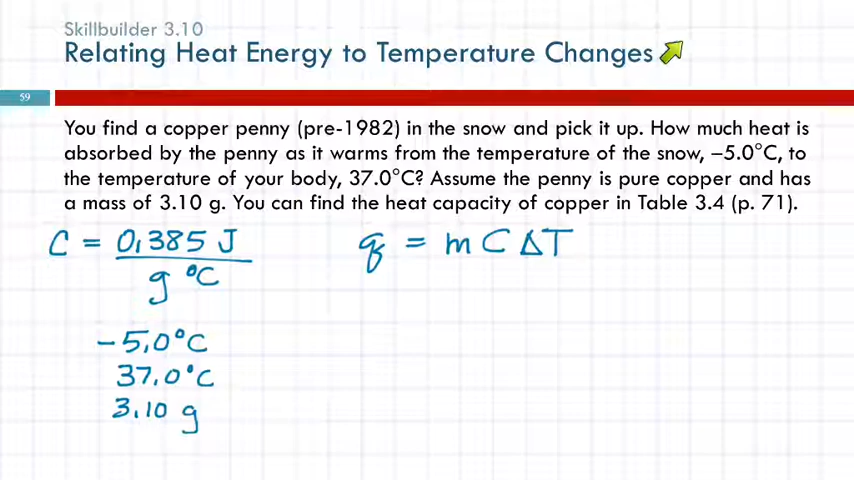 Skillbuilder 3.10
Relating Heat Energy to Temperature Changes
59
You find a copper penny (pre-1982) in the snow and pick it up. How much heat is
absorbed by the penny as it warms from the temperature of the snow, –5.0°C, to
the temperature of your body, 37.0°C? Assume the penny is pure copper and has
a mass of 3.10 g. You can find the heat capacity of copper in Table 3.4 (p. 71).
C = 0.385 J
g °C
q = m C Δ T
-5.0°C
37.0°C
3.10 g